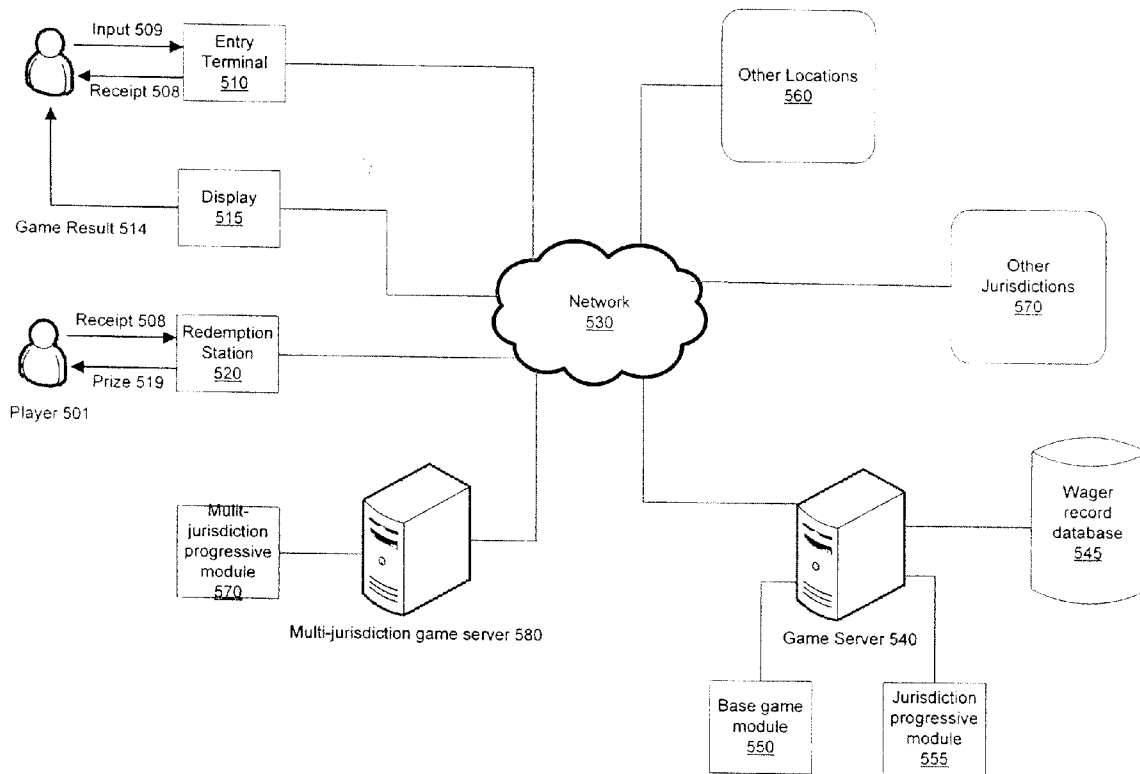 Input 509
Entry
Terminal
510
Receipt 508
Other Locations
560
Display
515
Game Result 514
Other
Jurisdictions
570
Network
530
Receipt 508
Redemption
Station
520
Prize 519
Player 501
Mulit-
jurisdiction
progressive
module
570
Multi-jurisdiction game server 580
Wager
record
database
545
Game Server 540
Base game
module
550
Jurisdiction
progressive
module
555